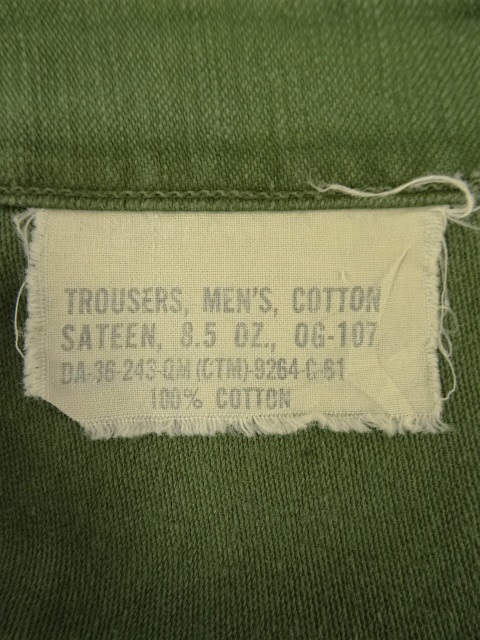 TROUSERS, MEN'S, COTTON
SATEEN, 8.5 OZ., OG-107
DA-36-243-QM(CTM)-9264-C-61
100% COTTON